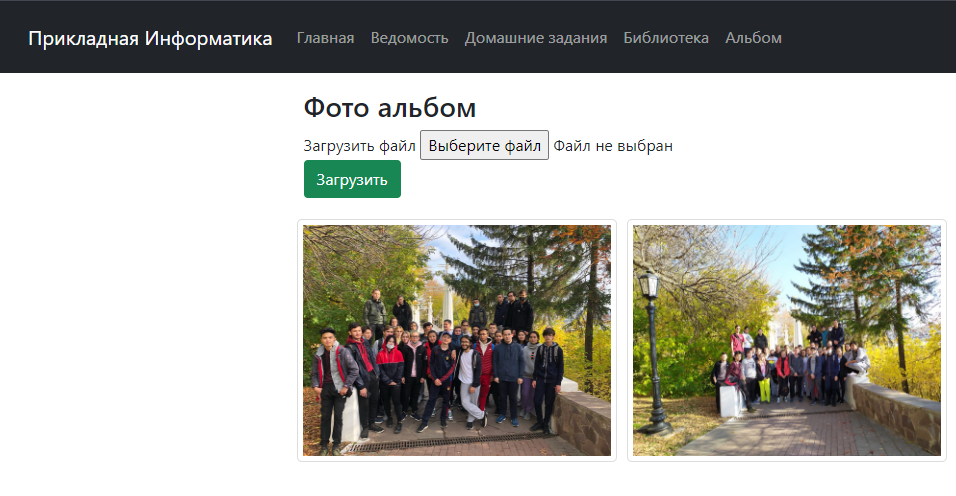 Прикладная Информатика Главная Ведомость Домашние задания Библиотека Альбом
Фото альбом
Загрузить файл Выберите файл Файл не выбран
Загрузить